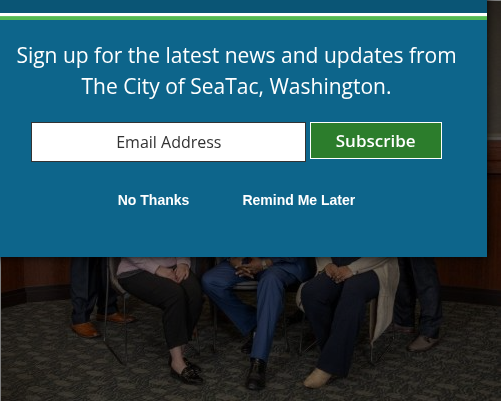 Sign up for the latest news and updates from
The City of SeaTac, Washington.
Email Address
Subscribe
No Thanks
Remind Me Later